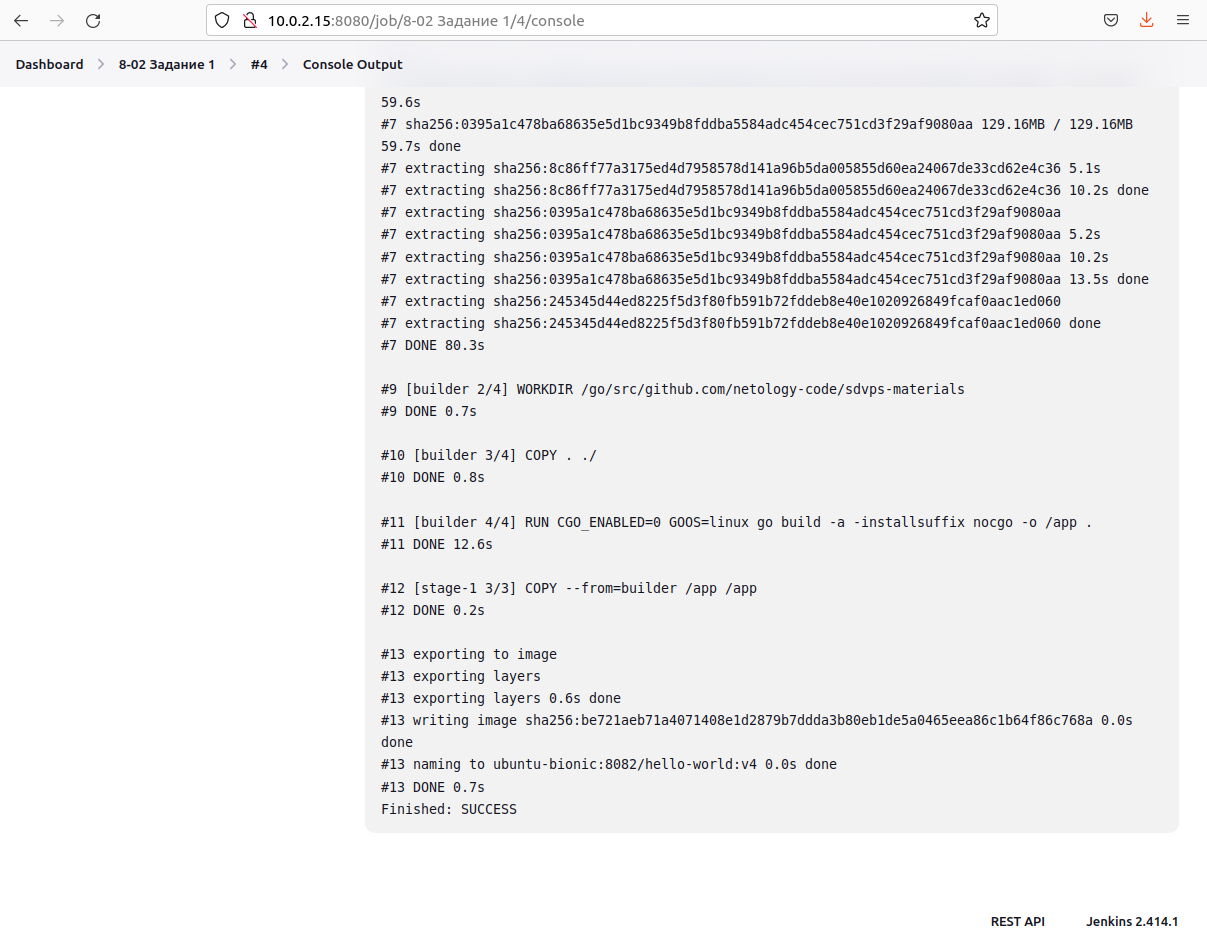 10.0.2.15:8080/job/8-02 Задание 1/4/console
Dashboard > 8-02 Задание 1 > #4 > Console Output
59.6s
#7 sha256:0395a1c478ba68635e5d1bc9349b8fddba5584adc454cec751cd3f29af9080aa 129.16MB / 129.16MB
59.7s done
#7 extracting sha256:8c86ff77a3175ed4d7958578d141a96b5da005855d60ea24067de33cd62e4c36 5.1s
#7 extracting sha256:8c86ff77a3175ed4d7958578d141a96b5da005855d60ea24067de33cd62e4c36 10.2s done
#7 extracting sha256:0395a1c478ba68635e5d1bc9349b8fddba5584adc454cec751cd3f29af9080aa
#7 extracting sha256:0395a1c478ba68635e5d1bc9349b8fddba5584adc454cec751cd3f29af9080aa 5.2s
#7 extracting sha256:0395a1c478ba68635e5d1bc9349b8fddba5584adc454cec751cd3f29af9080aa 10.2s
#7 extracting sha256:0395a1c478ba68635e5d1bc9349b8fddba5584adc454cec751cd3f29af9080aa 13.5s done
#7 extracting sha256:245345d44ed8225f5d3f80fb591b72fddeb8e40e1020926849fcaf0aac1ed060
#7 extracting sha256:245345d44ed8225f5d3f80fb591b72fddeb8e40e1020926849fcaf0aac1ed060 done
#7 DONE 80.3s
#9 [builder 2/4] WORKDIR /go/src/github.com/netology-code/sdvps-materials
#9 DONE 0.7s
#10 [builder 3/4] COPY . ./
#10 DONE 0.8s
#11 [builder 4/4] RUN CGO_ENABLED=0 GOOS=linux go build -a -installsuffix nocgo -o /app .
#11 DONE 12.6s
#12 [stage-1 3/3] COPY --from=builder /app /app
#12 DONE 0.2s
#13 exporting to image
#13 exporting layers
#13 exporting layers 0.6s done
#13 writing image sha256:be721aeb71a4071408e1d2879b7ddda3b80eb1de5a0465eea86c1b64f86c768a 0.0s
done
#13 naming to ubuntu-bionic:8082/hello-world:v4 0.0s done
#13 DONE 0.7s
Finished: SUCCESS
REST API Jenkins 2.414.1